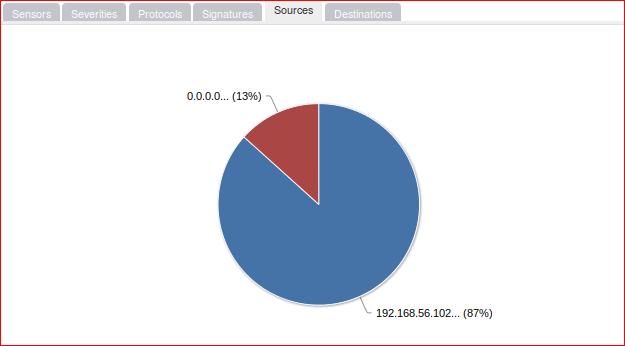 Sensors Severities Protocols Signatures Sources Destinations
0.0.0.0... (13%)
192.168.56.102... (87%)